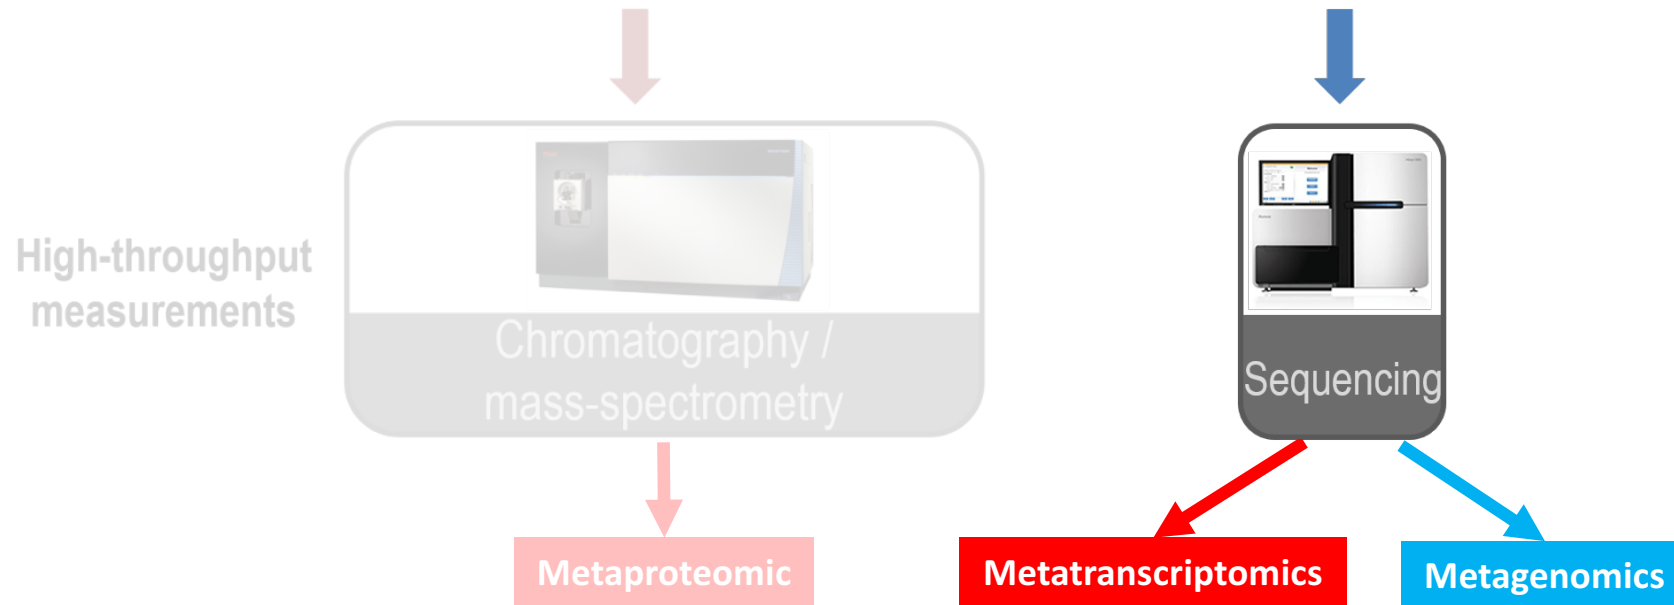 High-throughput
measurements
Chromatography /
mass-spectrometry
Sequencing
Metaproteomic
Metatranscriptomics
Metagenomics